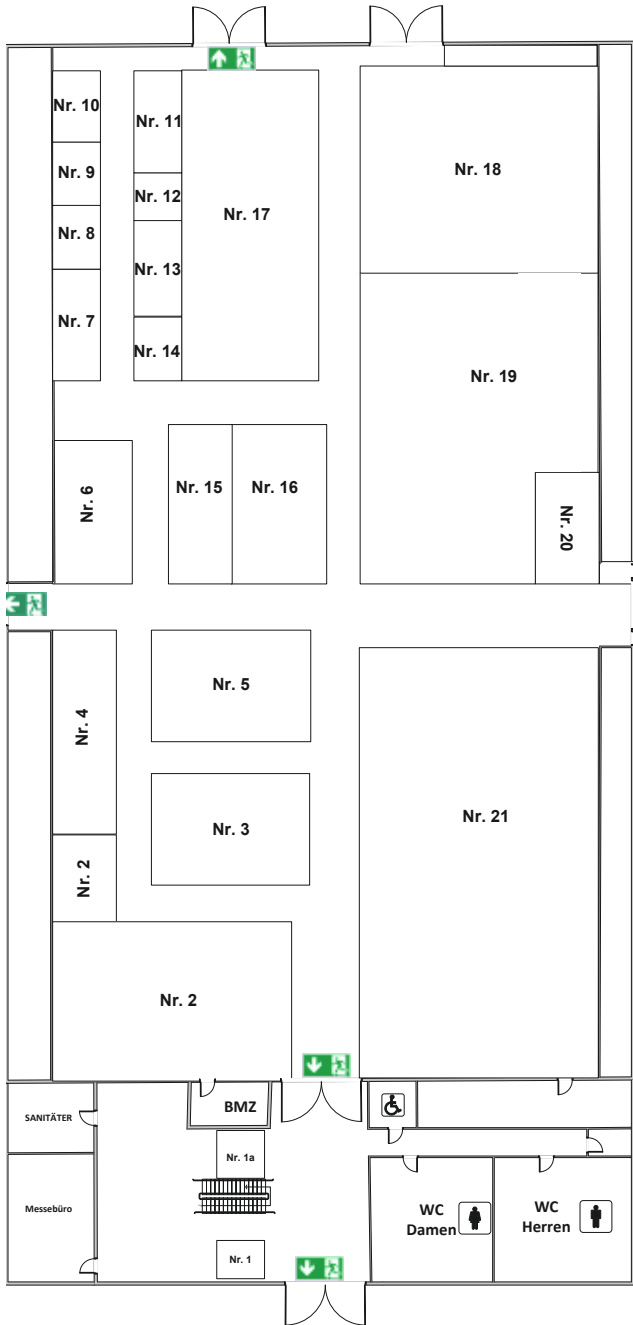 Nr. 10
Nr. 11
Nr. 18
Nr. 9
Nr. 12
Nr. 17
Nr. 8
Nr. 13
Nr. 7
Nr. 14
Nr. 19
Nr. 6
Nr. 15
Nr. 16
Nr. 20
Nr. 4
Nr. 5
Nr. 3
Nr. 21
Nr. 2
Nr. 2
BMZ
SANITÄTER
Nr. 1a
Messebüro
WC
Damen
WC
Herren
Nr. 1